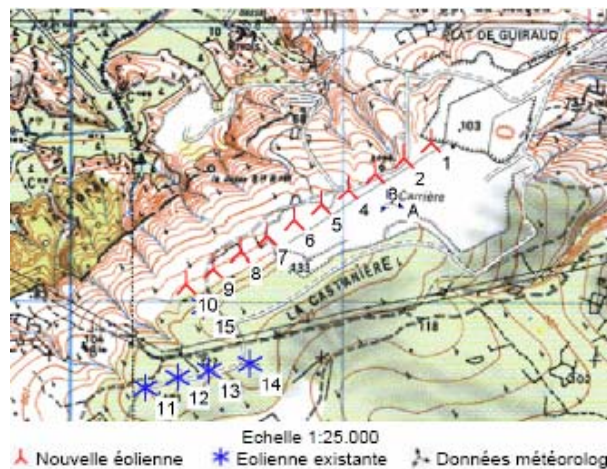 PLAT DE GUIRAUD
103
1
2
B
Carrière
A
4
5
6
7
8
9
10
15
LA CASTANIÈRE
118
14
13
12
11
Echelle 1:25.000
Nouvelle éolienne
Eolienne existante
Données météorolog